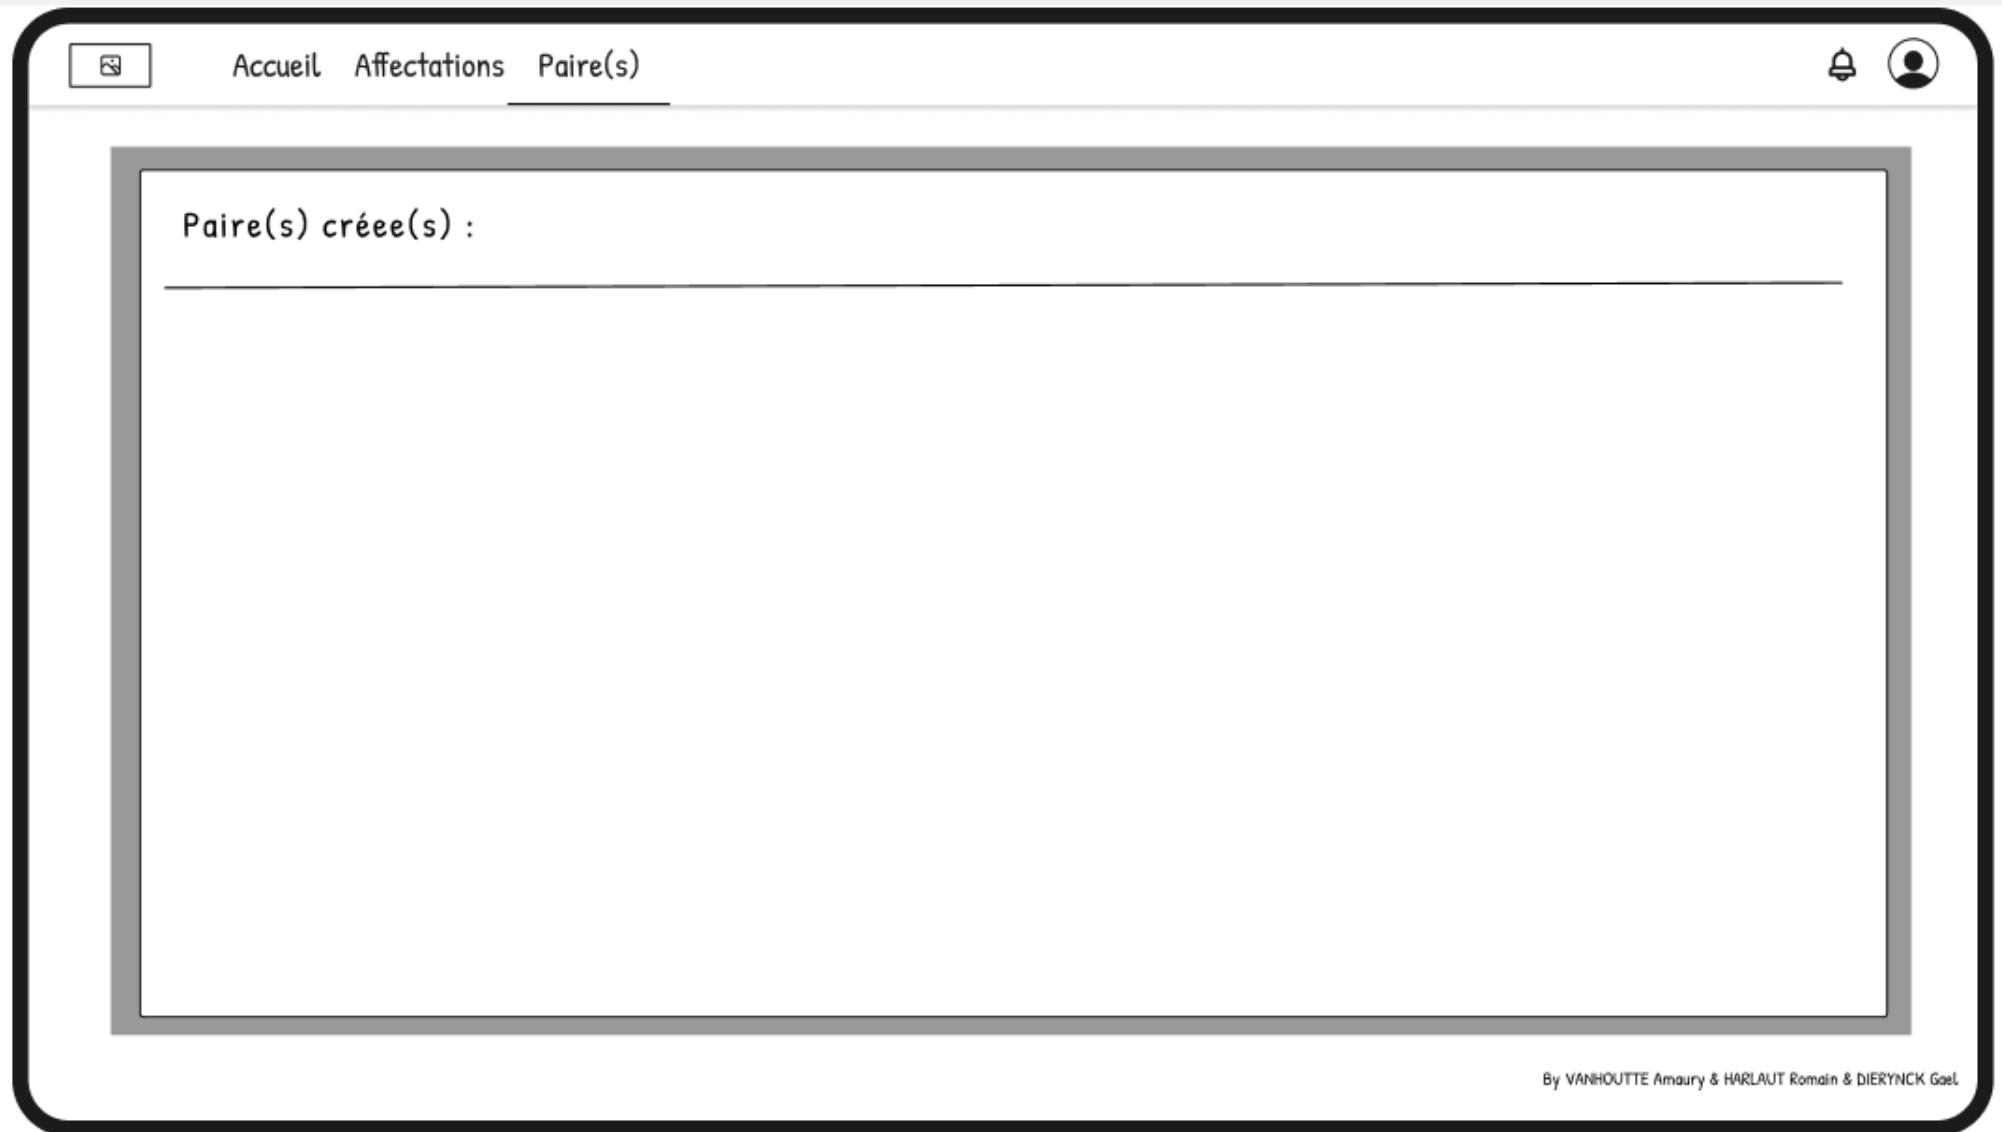 Accueil Affectations Paire(s)
Paire(s) créee(s) :
By VANHOUTTE Amaury & HARLAUT Romain & DIERYNCK Gael